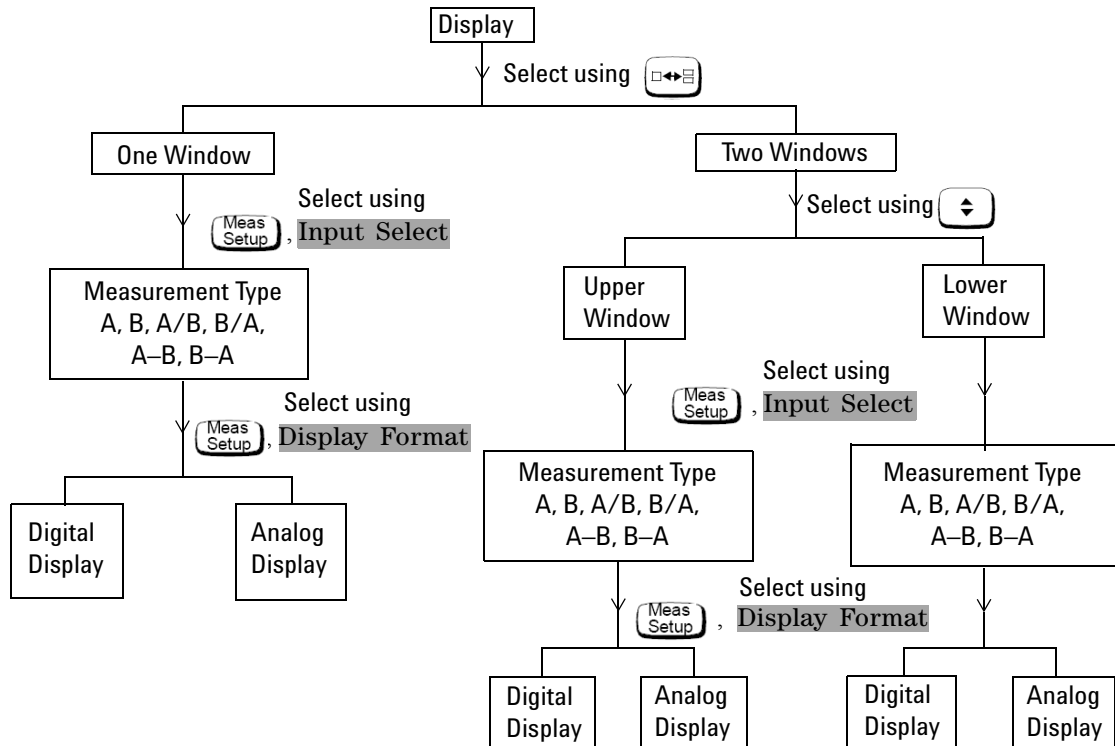 Display
Select using
One Window
Two Windows
Select using
Meas
Setup , Input Select
Select using
Measurement Type
A, B, A/B, B/A,
A–B, B–A
Upper
Window
Lower
Window
Select using
Meas
Setup , Display Format
Select using
Meas
Setup , Input Select
Digital
Display
Analog
Display
Measurement Type
A, B, A/B, B/A,
A–B, B–A
Measurement Type
A, B, A/B, B/A,
A–B, B–A
Select using
Meas
Setup , Display Format
Digital
Display
Analog
Display
Digital
Display
Analog
Display